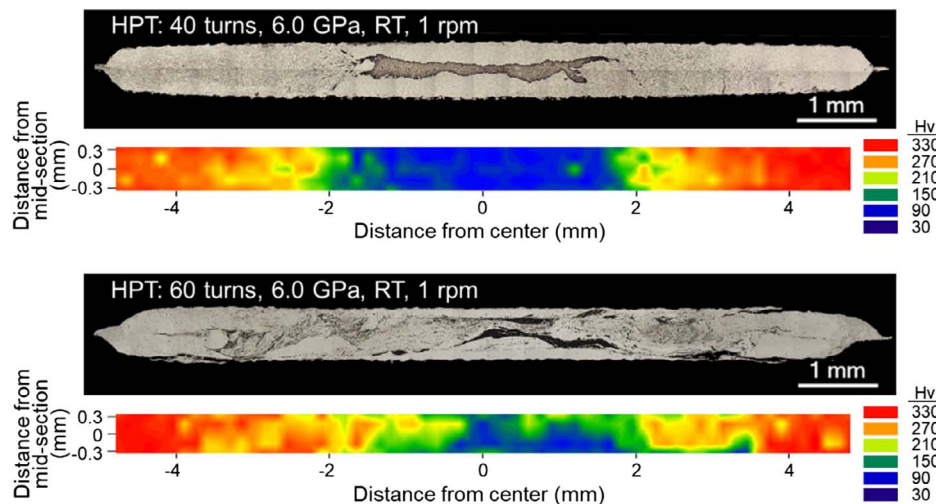 HPT: 40 turns, 6.0 GPa, RT, 1 rpm
1 mm
Distance from
mid-section
(mm)
0.3
0
-0.3
-4
-2
0
2
4
Distance from center (mm)
Hv
330
270
210
150
90
30
HPT: 60 turns, 6.0 GPa, RT, 1 rpm
1 mm
Distance from
mid-section
(mm)
0.3
0
-0.3
-4
-2
0
2
4
Distance from center (mm)
Hv
330
270
210
150
90
30